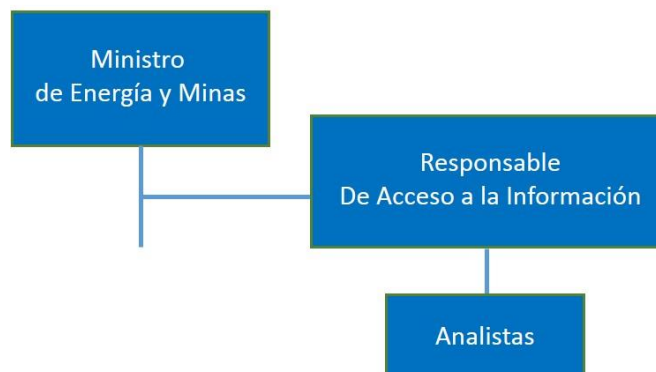 Ministro
de Energía y Minas
Responsable
De Acceso a la Información
Analistas